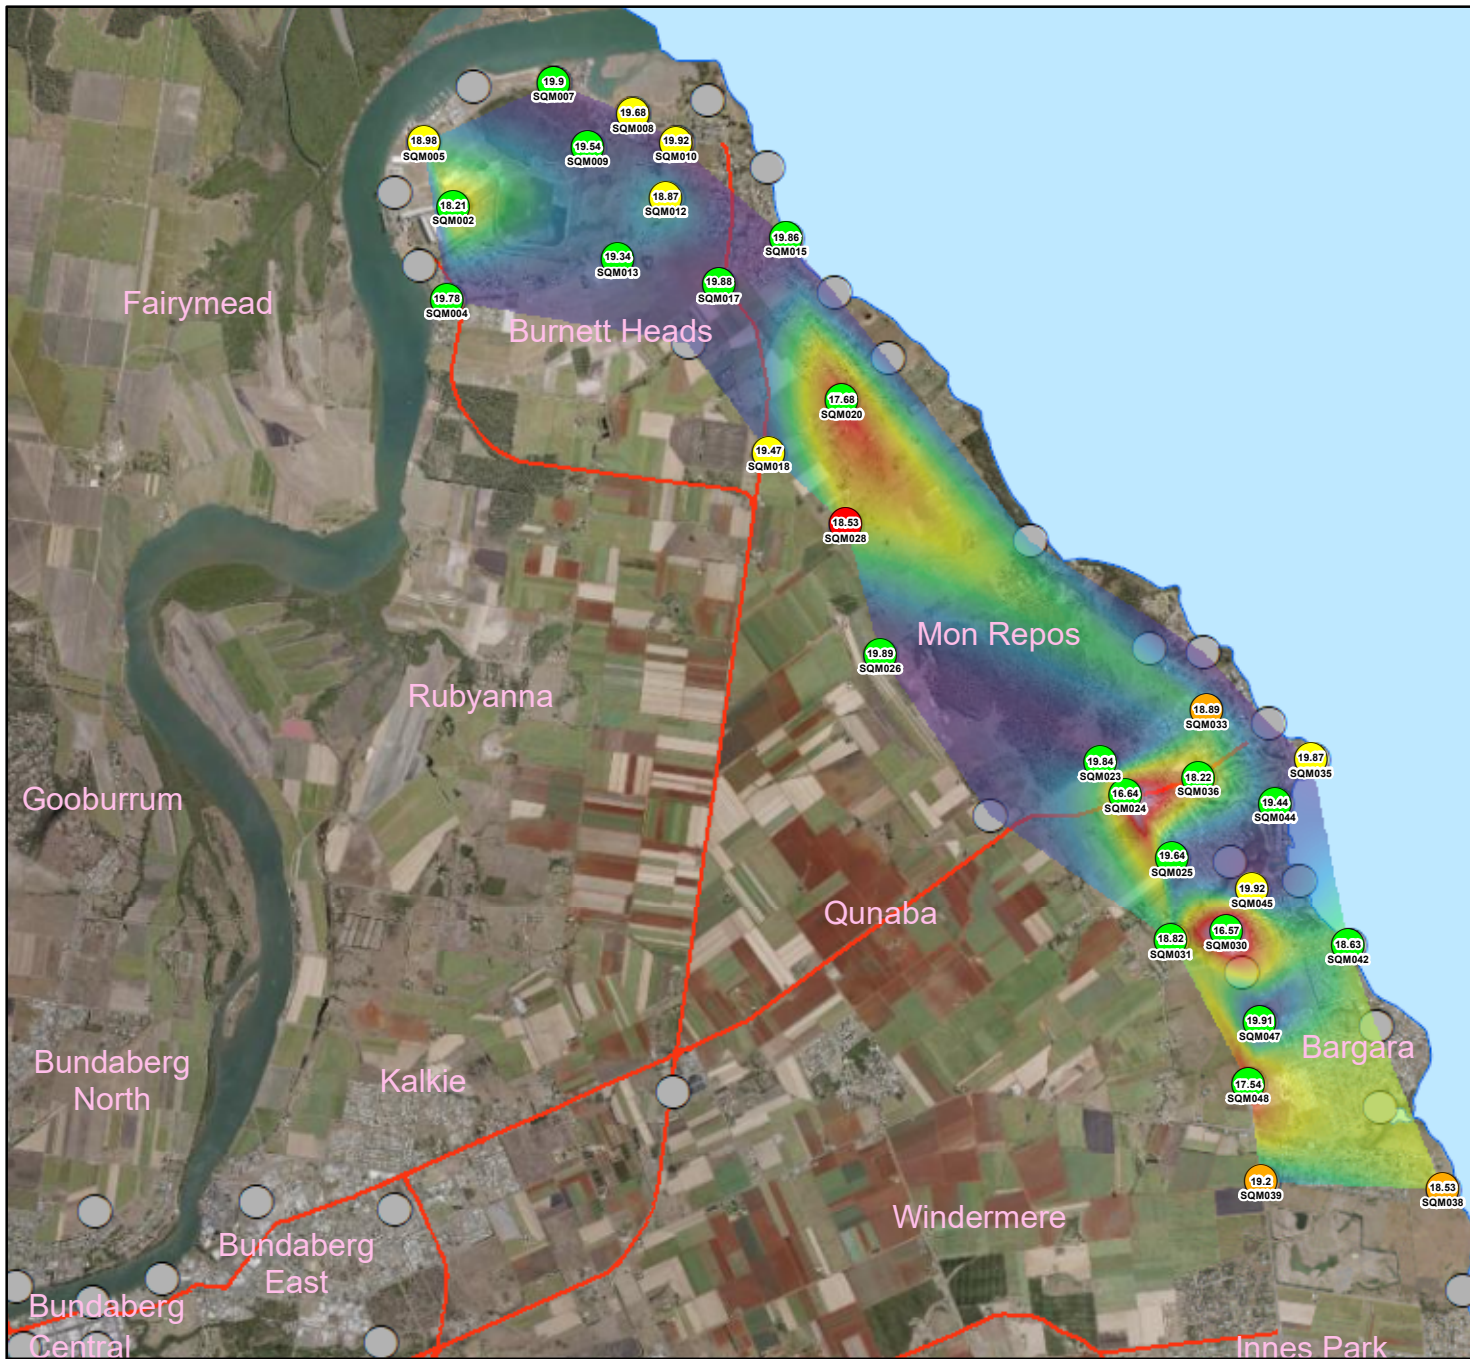 19.9
SQM007
19.68
SQM008
18.98
SQM005
19.54
SQM009
19.92
SQM010
18.21
SQM002
18.87
SQM012
19.86
SQM015
19.34
SQM013
19.88
SQM017
19.78
SQM004
Fairymead
Burnett Heads
17.68
SQM020
19.47
SQM018
18.53
SQM028
Mon Repos
19.89
SQM026
Rubyanna
18.89
SQM033
19.84
SQM023
19.87
SQM035
18.22
SQM036
16.64
SQM024
19.44
SQM044
Gooburrum
19.64
SQM025
19.92
SQM045
Qunaba
16.57
SQM030
18.82
SQM031
18.63
SQM042
19.91
SQM047
Bargara
Bundaberg
North
Kalkie
17.54
SQM048
19.2
SQM039
18.53
SQM038
Windermere
Bundaberg
East
Bundaberg
Central
Innes Park